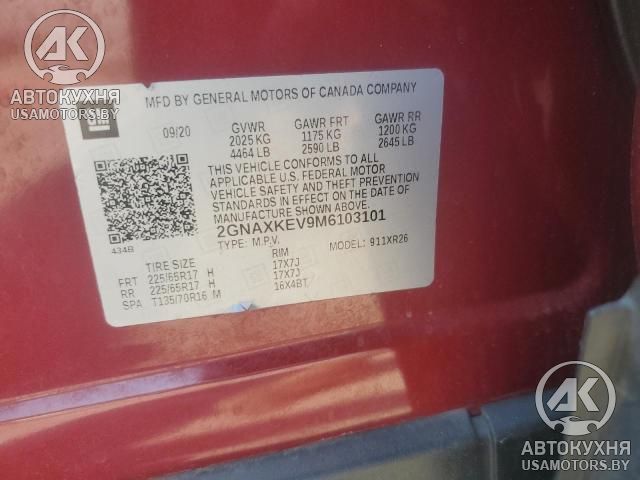 AK
АВТОКУХНЯ
USAMOTORS.BY
GM
MFD BY GENERAL MOTORS OF CANADA COMPANY
09/20 GVWR GAWR FRT GAWR RR
2025 KG 1175 KG 1200 KG
4464 LB 2590 LB 2645 LB
THIS VEHICLE CONFORMS TO ALL
APPLICABLE U.S. FEDERAL MOTOR
VEHICLE SAFETY AND THEFT PREVENTION
STANDARDS IN EFFECT ON THE DATE OF
MANUFACTURE SHOWN ABOVE.
2GNAXKEV9M6103101
434B TYPE: M.P.V. MODEL: 911XR26
TIRE SIZE RIM
FRT 225/65R17 H 17X7J
RR 225/65R17 H 17X7J
SPA T135/70R16 M 16X4BT
AK
АВТОКУХНЯ
USAMOTORS.BY